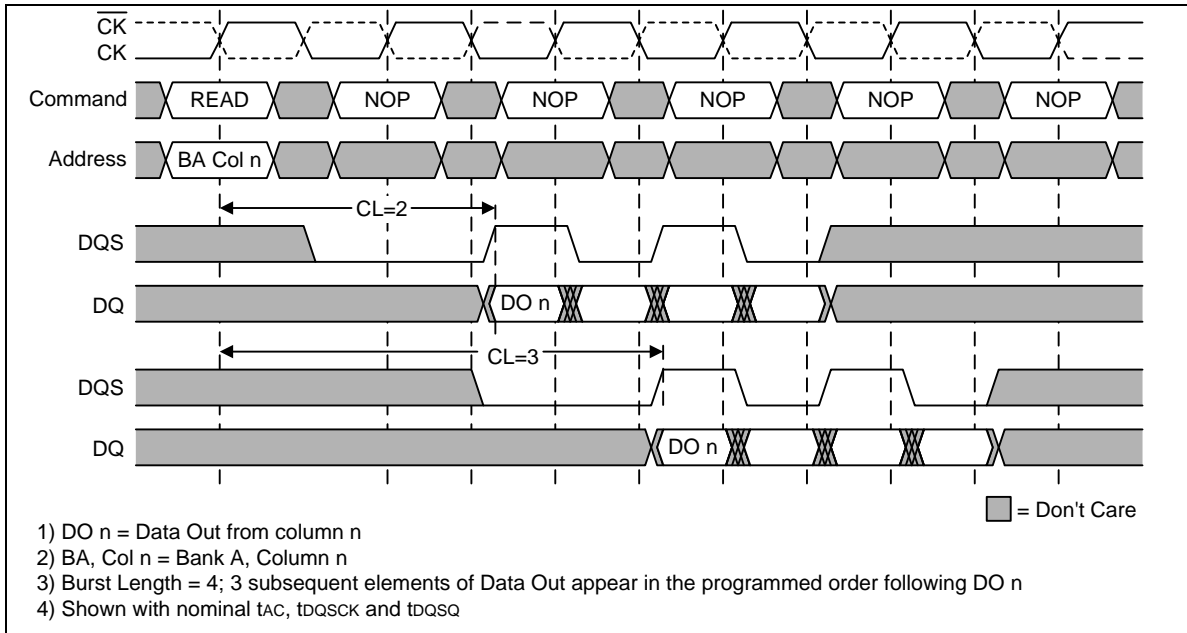 CK
CK
Command READ NOP NOP NOP NOP NOP
Address BA Col n
CL=2
DQS
DQ DO n
CL=3
DQS
DQ DO n
= Don't Care
1) DO n = Data Out from column n
2) BA, Col n = Bank A, Column n
3) Burst Length = 4; 3 subsequent elements of Data Out appear in the programmed order following DO n
4) Shown with nominal tAC, tDQSCK and tDQSQ